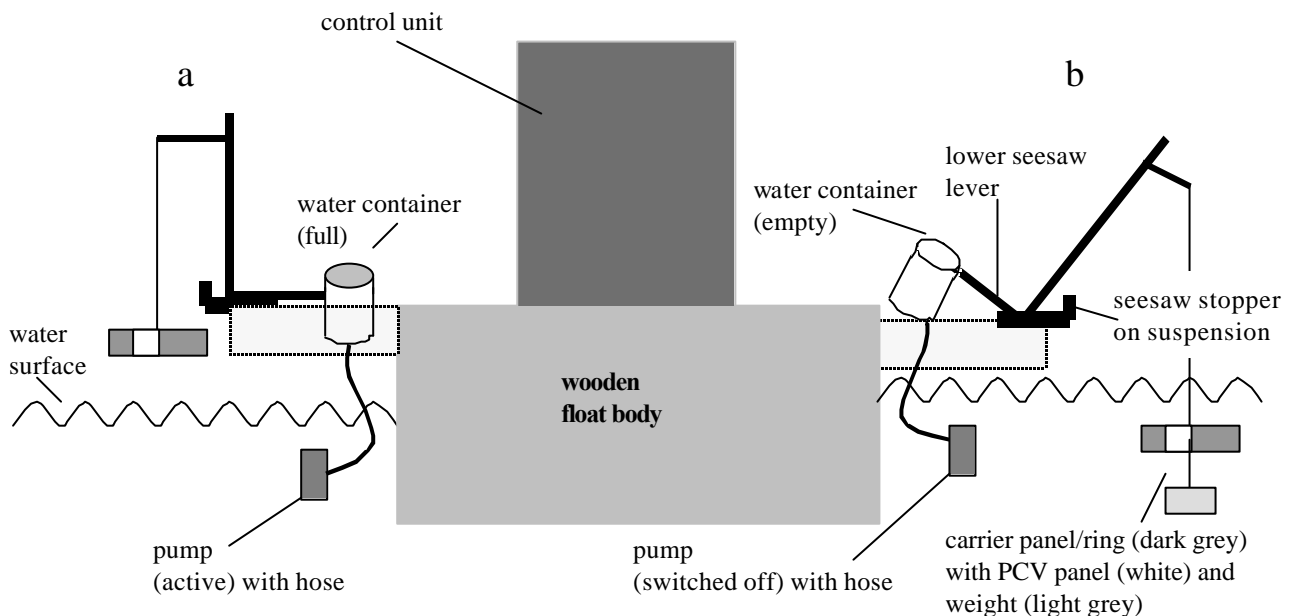 control unit
a
b
lower seesaw
lever
water container
(full)
water container
(empty)
seesaw stopper
on suspension
water
surface
wooden
float body
pump
(active) with hose
pump
(switched off) with hose
carrier panel/ring (dark grey)
with PCV panel (white) and
weight (light grey)